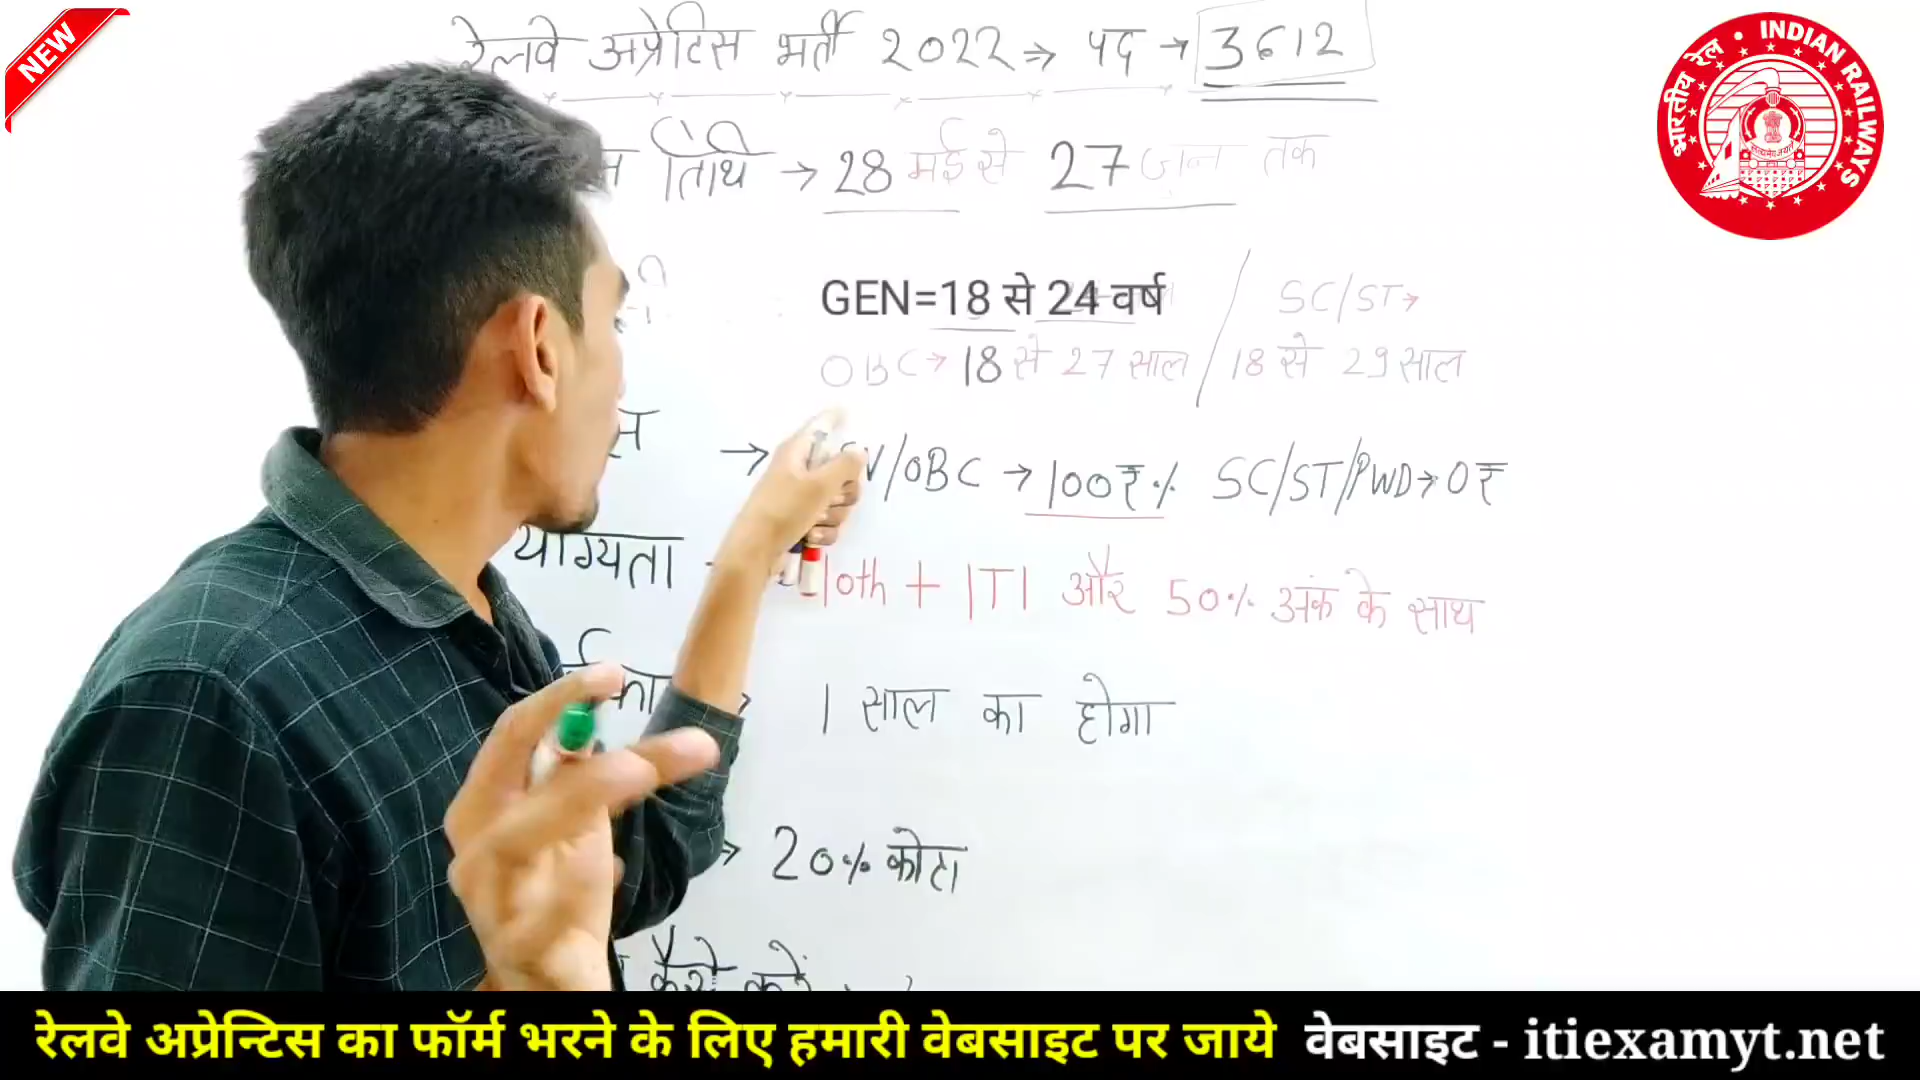 NEW
रेलवे अप्रेटिस भर्ती 2022 ⇒ पद → 3612
भारतीय रेल • INDIAN RAILWAYS
तिथि → 28 मई से 27 जून तक
GEN=18 से 24 वर्ष / SC/ST→
OBC→ 18 से 27 साल / 18 से 29 साल
→ /OBC → 100₹% SC/ST/PWD→0₹
योग्यता 10th + ITI और 50% अंक के साथ
1 साल का होगा
→ 20% कोटा
कैसे करें
रेलवे अप्रेन्टिस का फॉर्म भरने के लिए हमारी वेबसाइट पर जाये वेबसाइट - itiexamyt.net